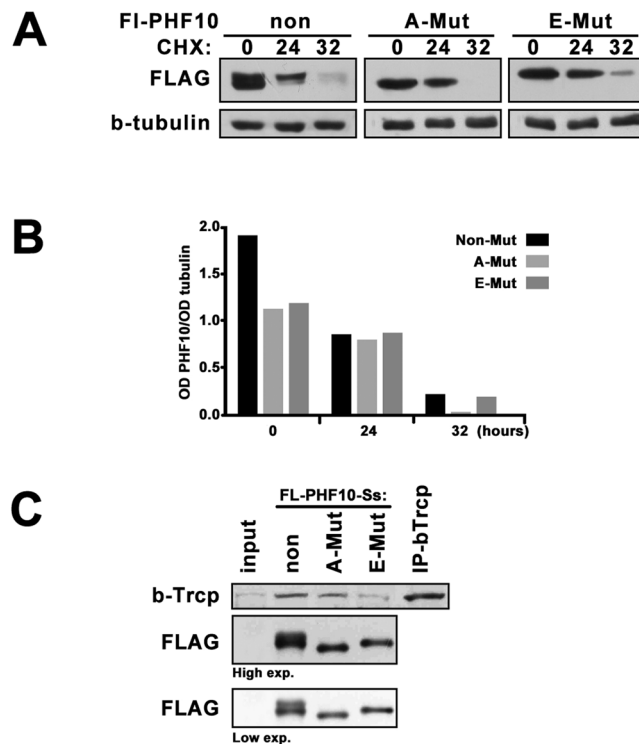 A
Fl-PHF10 non A-Mut E-Mut
CHX: 0 24 32 0 24 32 0 24 32
FLAG
b-tubulin
B
OD PHF10/OD tubulin
2.0
1.5
1.0
0.5
0.0
Non-Mut
A-Mut
E-Mut
0 24 32 (hours)
C
FL-PHF10-Ss:
input non A-Mut E-Mut IP-bTrcp
b-Trcp
FLAG
High exp.
FLAG
Low exp.